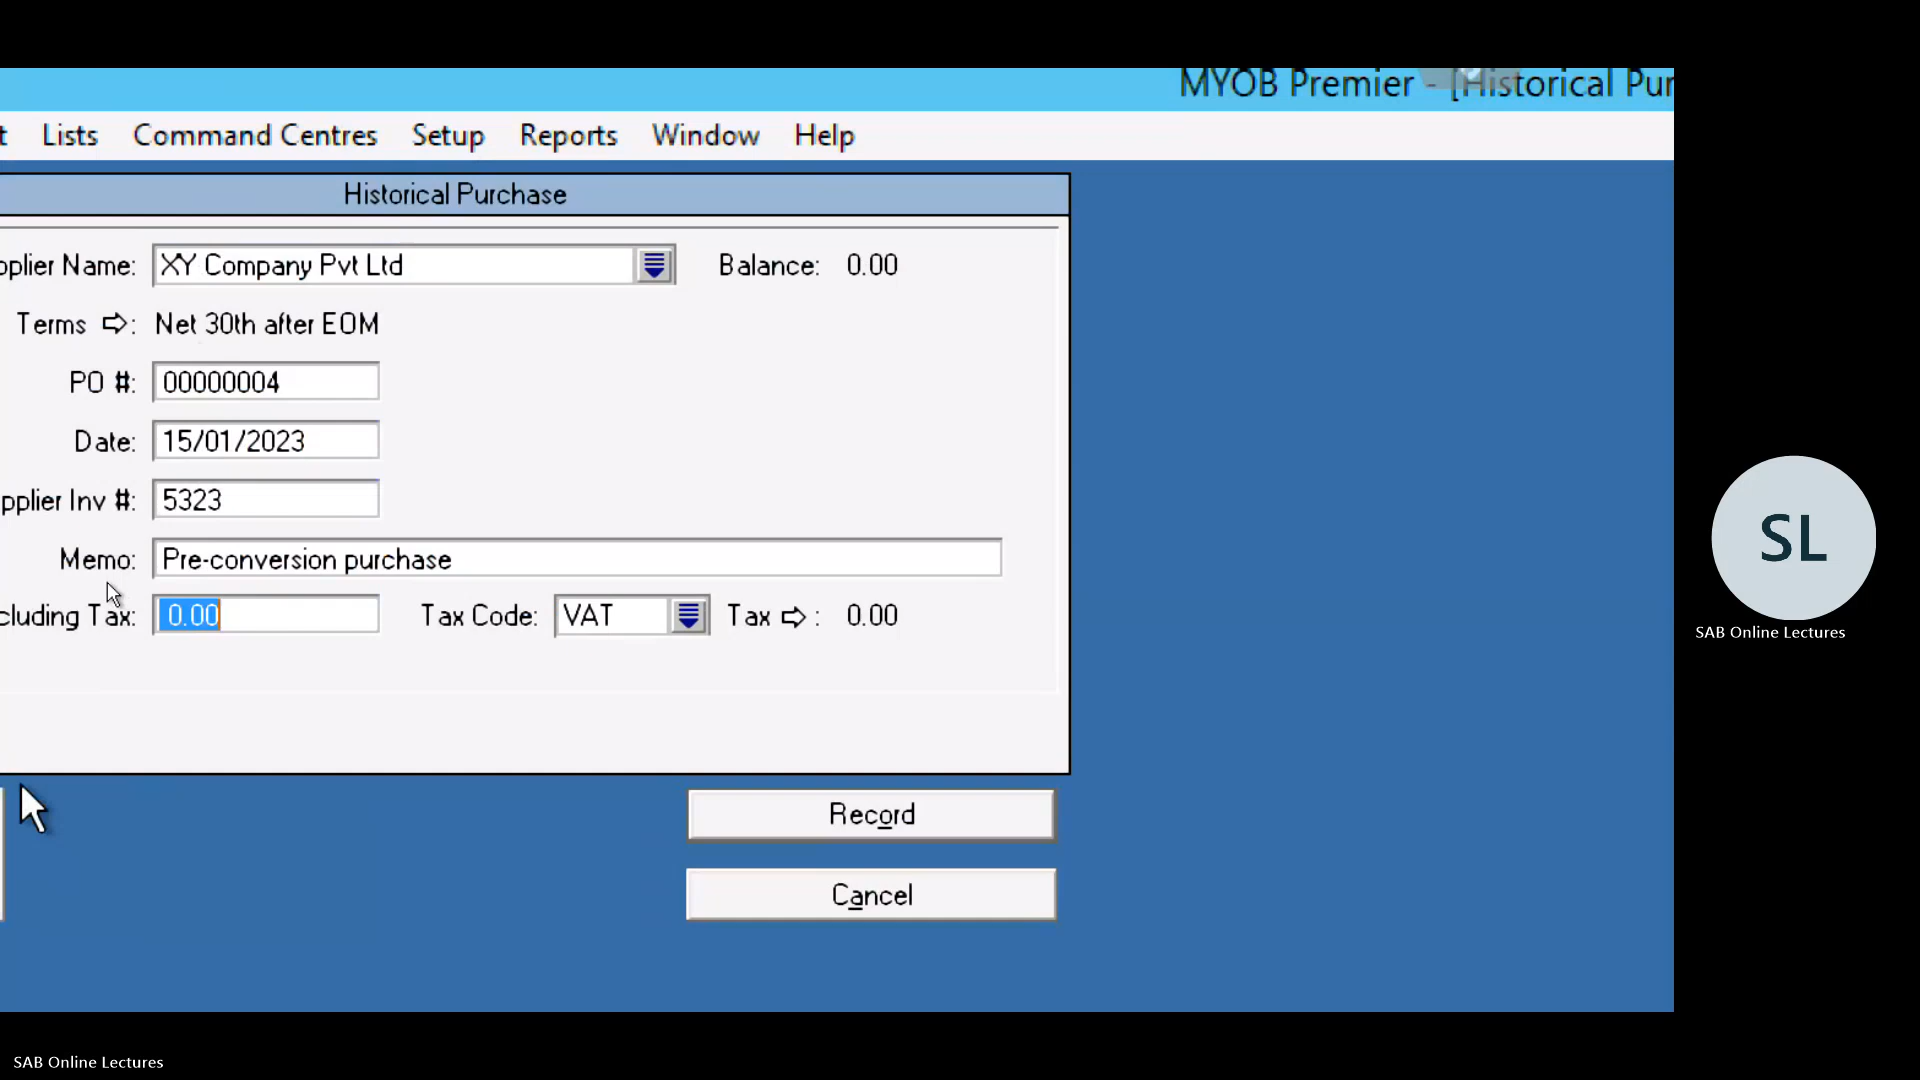 MYOB Premier - [Historical Pur
t Lists Command Centres Setup Reports Window Help
Historical Purchase
pplier Name: XY Company Pvt Ltd Balance: 0.00
Terms : Net 30th after EOM
PO #: 00000004
Date: 15/01/2023
pplier Inv #: 5323
Memo: Pre-conversion purchase
cluding Tax: 0.00 Tax Code: VAT Tax : 0.00
Record
Cancel
SL
SAB Online Lectures
SAB Online Lectures